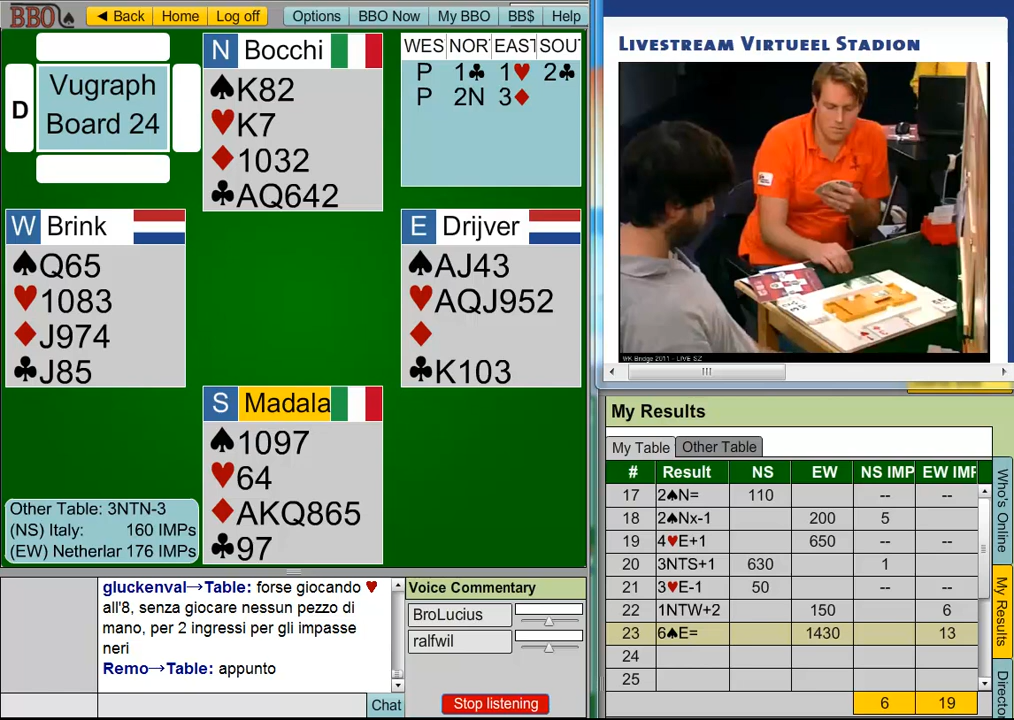 BBO Back Home Log off Options BBO Now My BBO BB$ Help
D
Vugraph
Board 24
N Bocchi
♠K82
♥K7
♦1032
♣AQ642
WES NOR EAST SOU
P 1♣ 1♥ 2♣
P 2N 3♦
W Brink
♠Q65
♥1083
♦J974
♣J85
E Drijver
♠AJ43
♥AQJ952
♦
♣K103
S Madala
♠1097
♥64
♦AKQ865
♣97
Other Table: 3NTN-3
(NS) Italy: 160 IMPs
(EW) Netherlar 176 IMPs
gluckenval→Table: forse giocando ♥
all'8, senza giocare nessun pezzo di
mano, per 2 ingressi per gli impasse
neri
Remo→Table: appunto
Chat
Voice Commentary
BroLucius
ralfwil
Stop listening
Livestream Virtueel Stadion
WK Bridge 2011 - LIVE SZ
My Results
My Table Other Table
# Result NS EW NS IMP EW IMF
17 2♠N= 110 -- --
18 2♠Nx-1 200 5 --
19 4♥E+1 650 -- --
20 3NTS+1 630 1 --
21 3♥E-1 50 -- --
22 1NTW+2 150 6
23 6♠E= 1430 13
24
25
6 19
Who's Online
My Results
Director